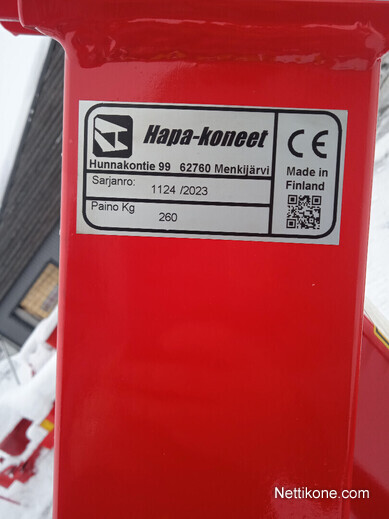 Hapa-koneet
Hunnakontie 99 62760 Menkijärvi
Sarjanro: 1124 /2023
Paino Kg 260
CE
Made in
Finland
Nettikone.com